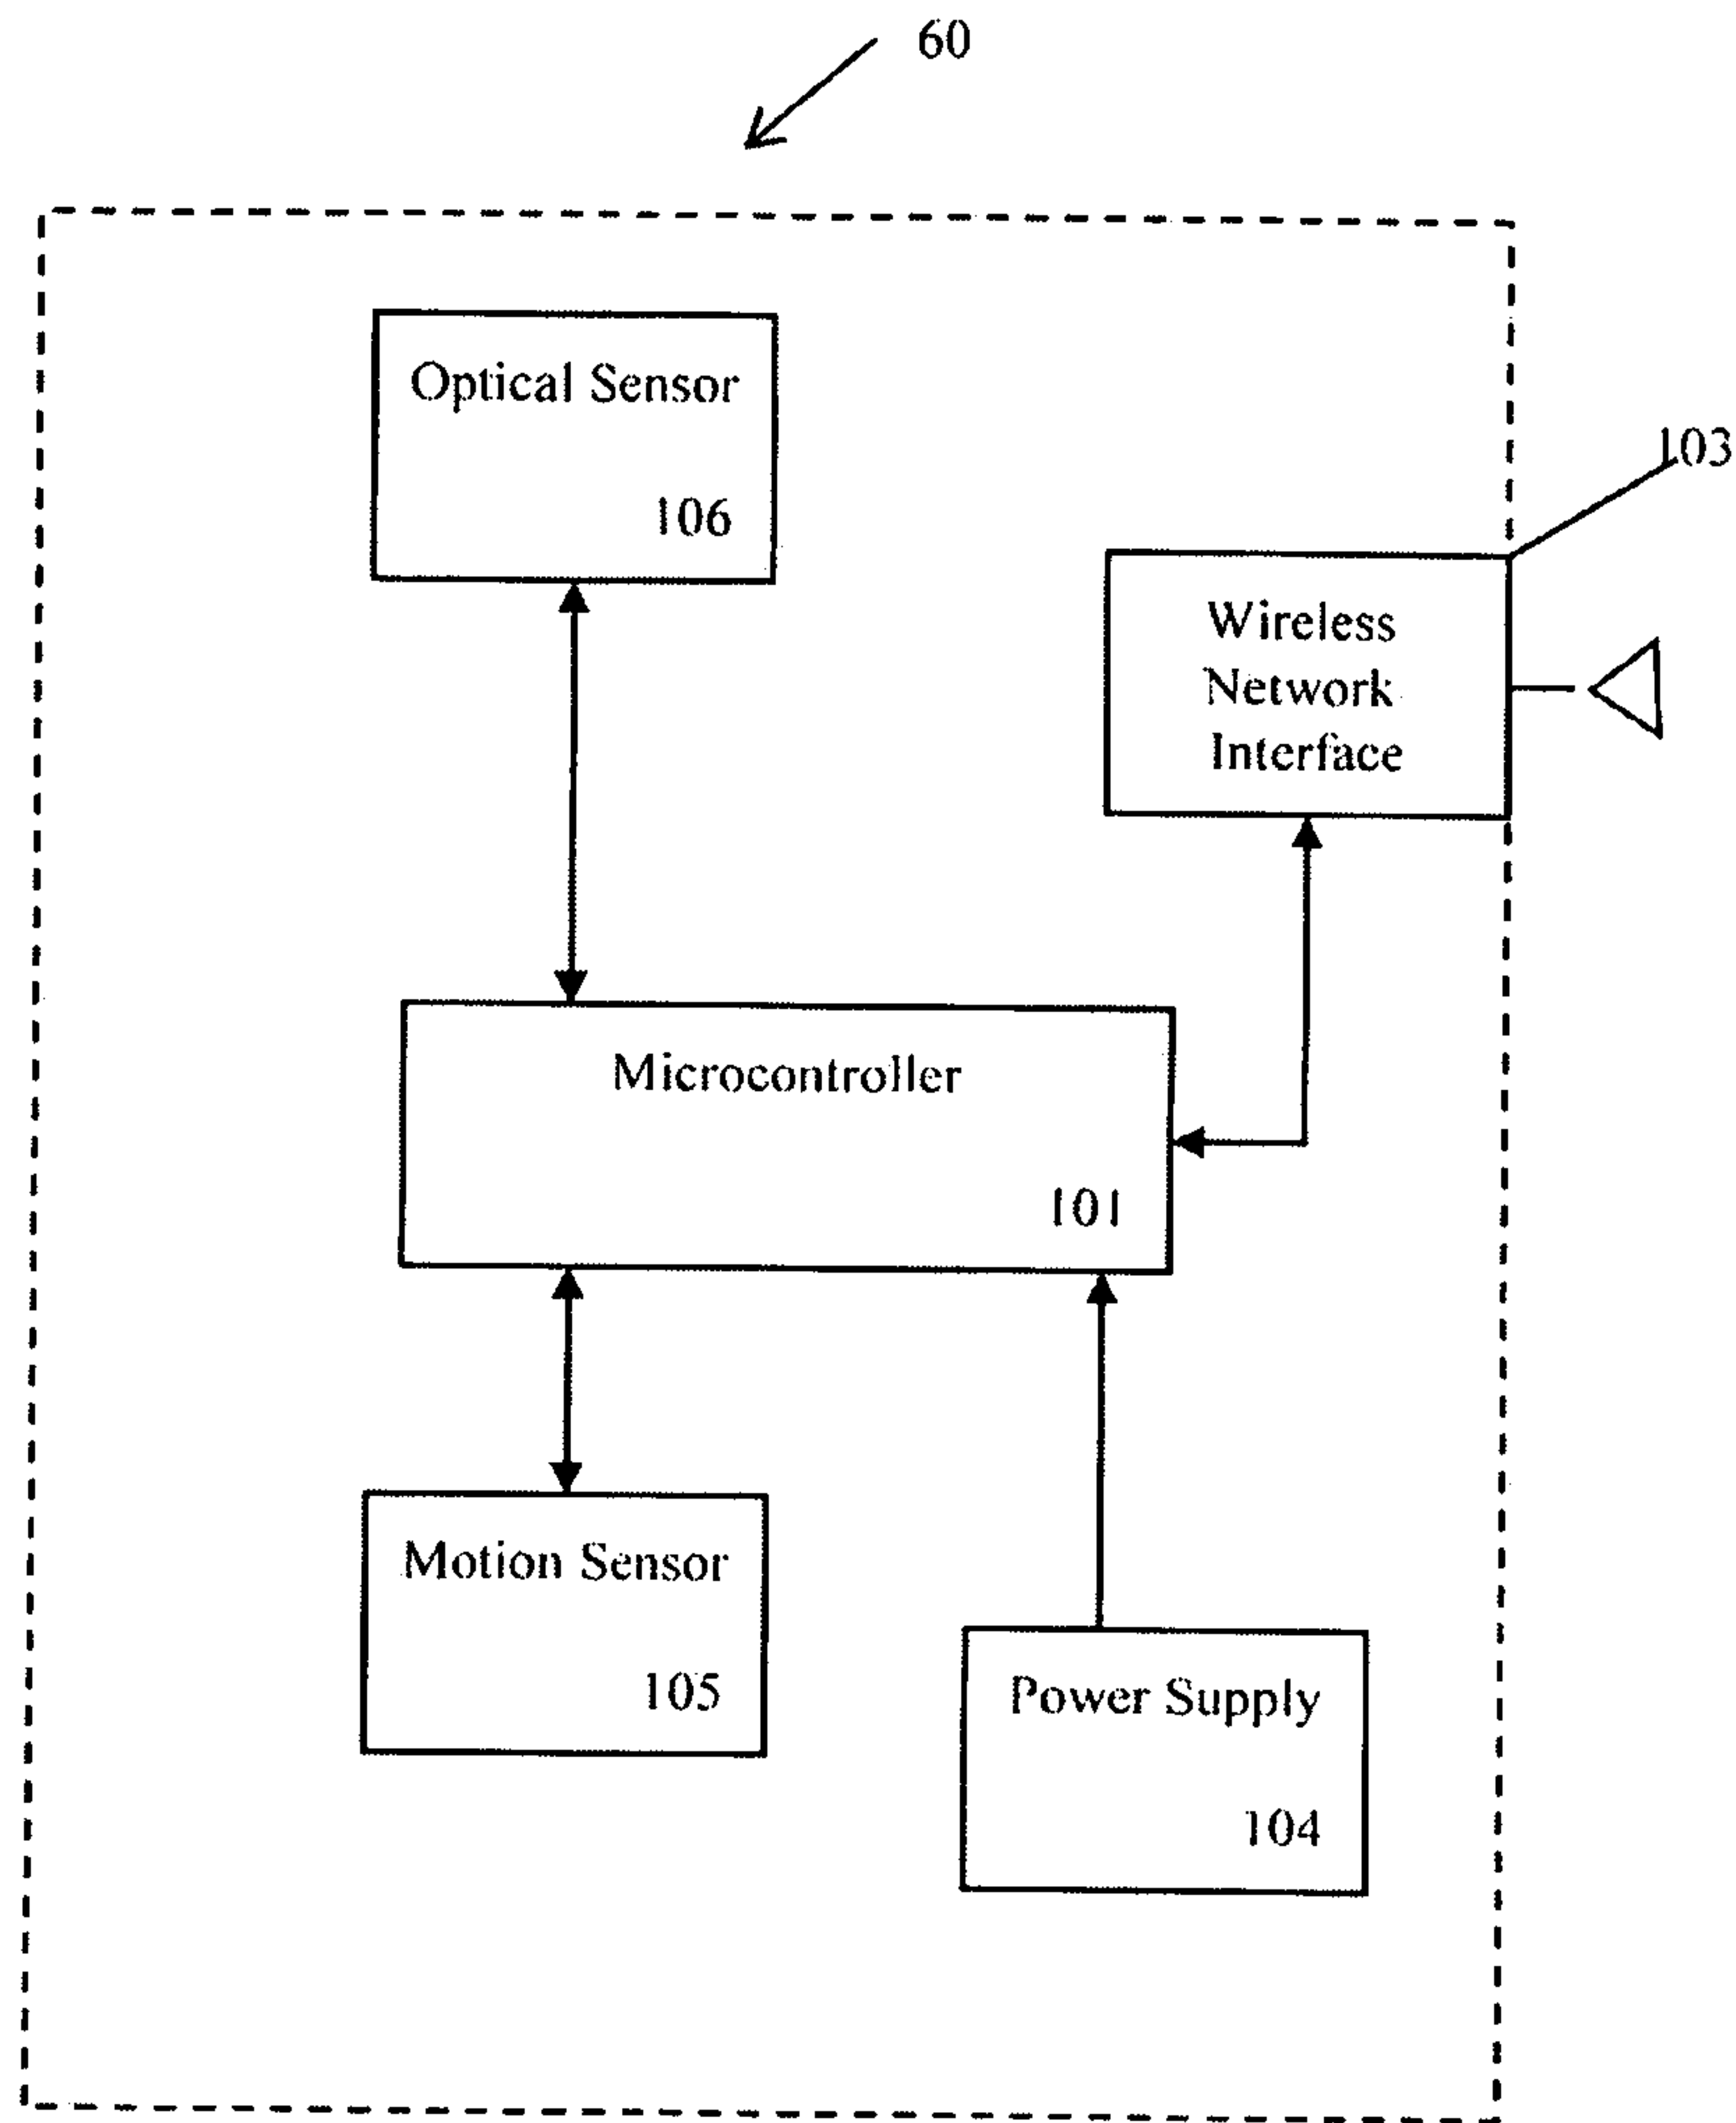 60
Optical Sensor
106
103
Wireless
Network
Interface
Microcontroller
101
Motion Sensor
105
Power Supply
104